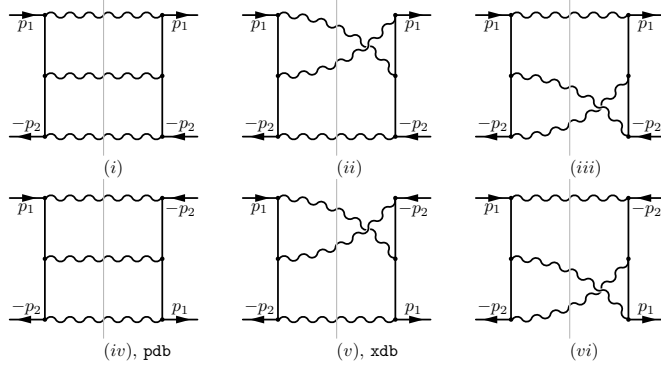 p₁ p₁ p₁ p₁ p₁ p₁
−p₂ −p₂ −p₂ −p₂ −p₂ −p₂
(i) (ii) (iii)
p₁ −p₂ p₁ −p₂ p₁ −p₂
−p₂ p₁ −p₂ p₁ −p₂ p₁
(iv), pdb (v), xdb (vi)